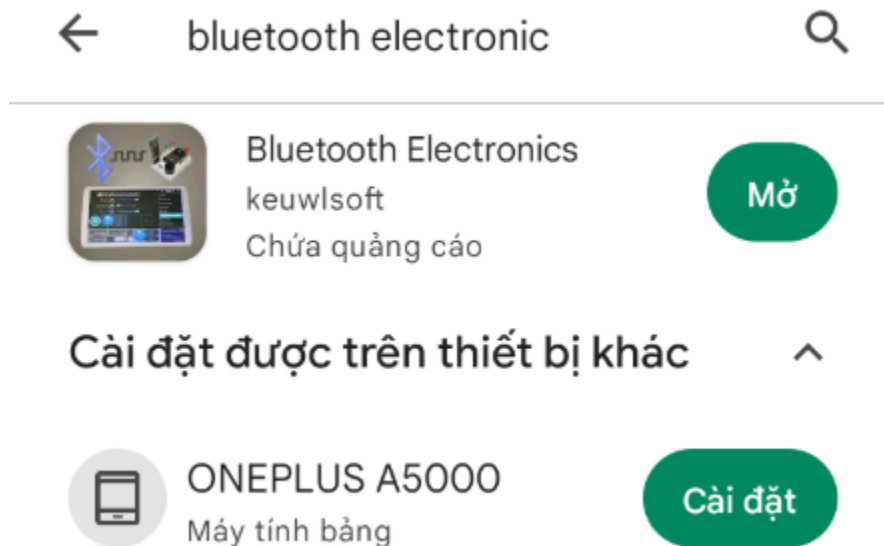 bluetooth electronic
Bluetooth Electronics
keuwlsoft
Mở
Chứa quảng cáo
Cài đặt được trên thiết bị khác
ONEPLUS A5000
Cài đặt
Máy tính bảng